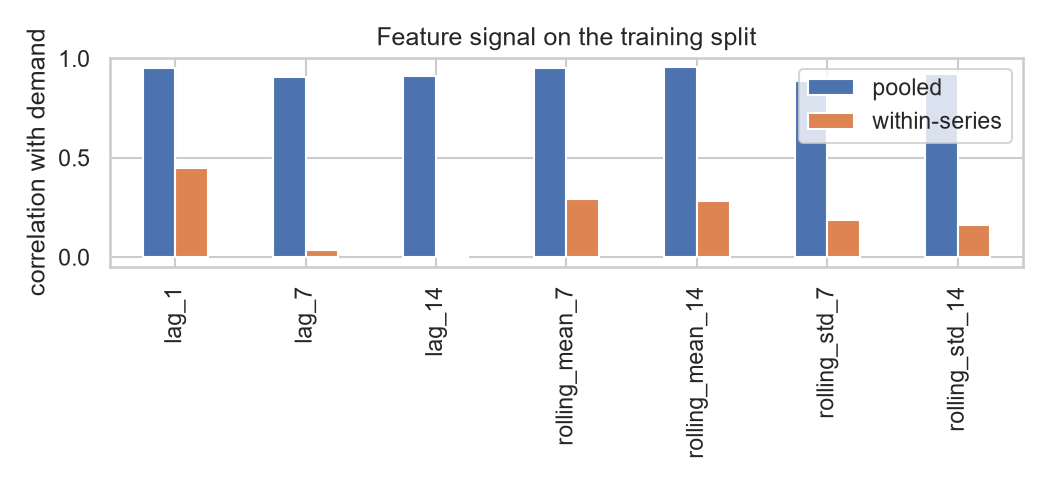 Feature signal on the training split
correlation with demand
1.0
0.5
0.0
pooled
within-series
lag_1
lag_7
lag_14
rolling_mean_7
rolling_mean_14
rolling_std_7
rolling_std_14